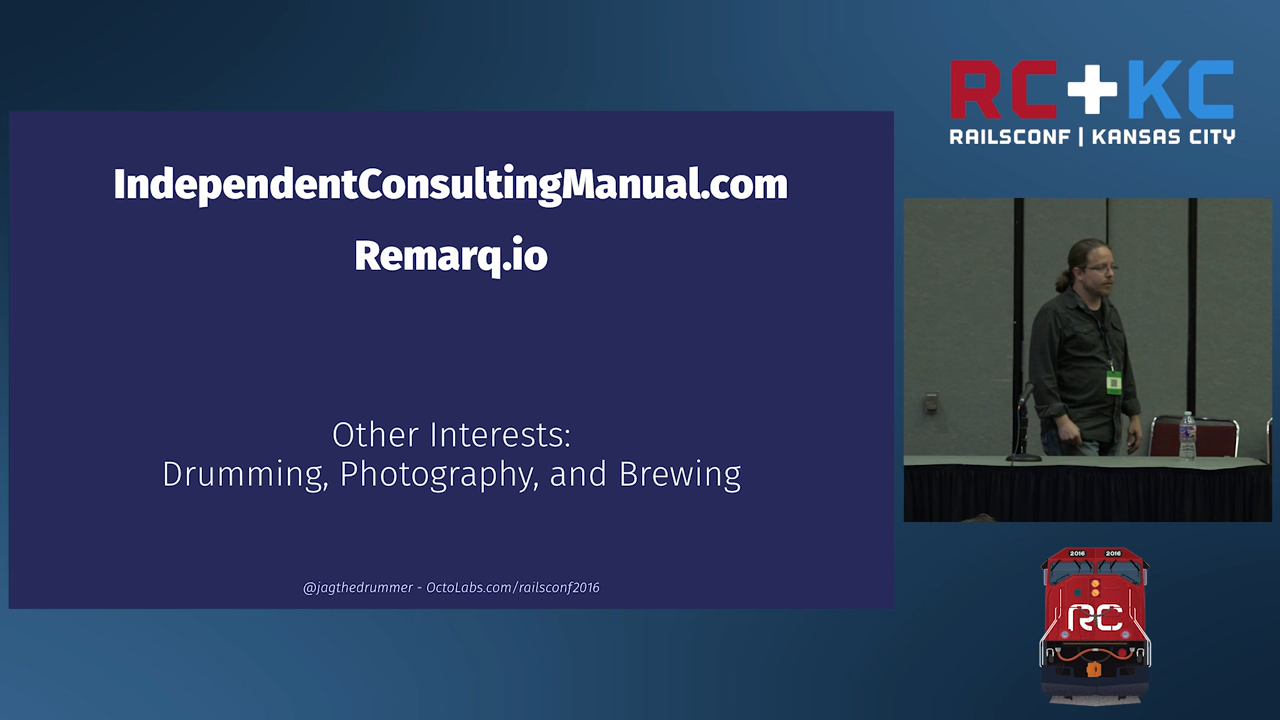 IndependentConsultingManual.com
Remarq.io
Other Interests:
Drumming, Photography, and Brewing
@jagthedrummer - OctoLabs.com/railsconf2016
RC+KC
RAILSCONF | KANSAS CITY
2016 2016
RC